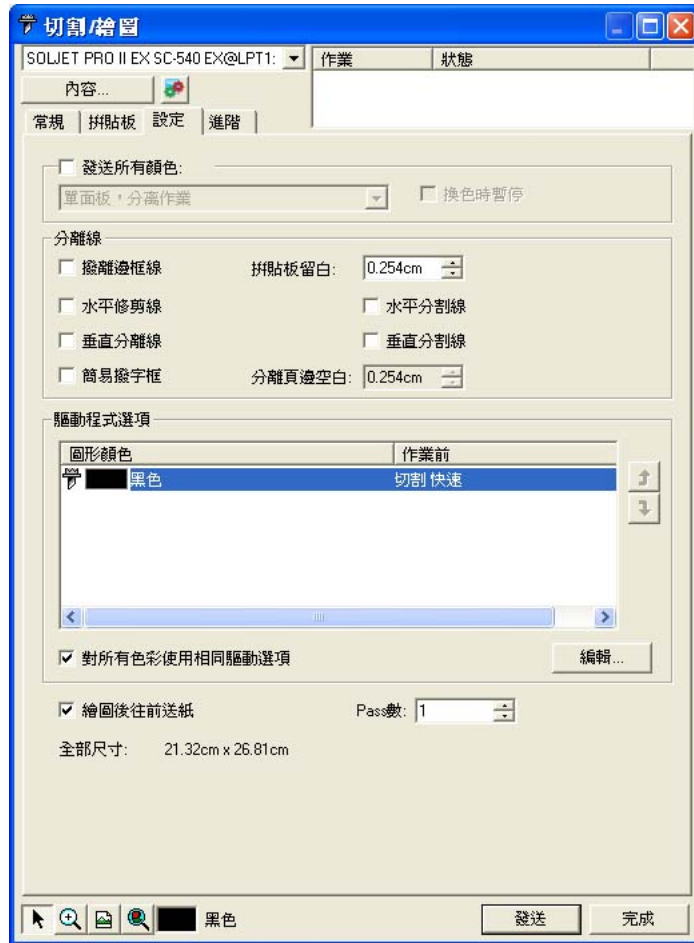 切割/繪圖
SOLJET PRO II EX SC-540 EX@LPT1:
作業 狀態
內容...
常規 拼貼板 設定 進階
發送所有顏色:
單面板，分离作業 換色時暫停
分離線
撥離邊框線 拼貼板留白: 0.254cm
水平修剪線 水平分割線
垂直分離線 垂直分割線
簡易撥字框 分離頁邊空白: 0.254cm
驅動程式選項
圖形顏色 作業前
黑色 切割 快速
對所有色彩使用相同驅動選項 編輯...
繪圖後往前送紙 Pass數: 1
全部尺寸: 21.32cm x 26.81cm
黑色 發送 完成